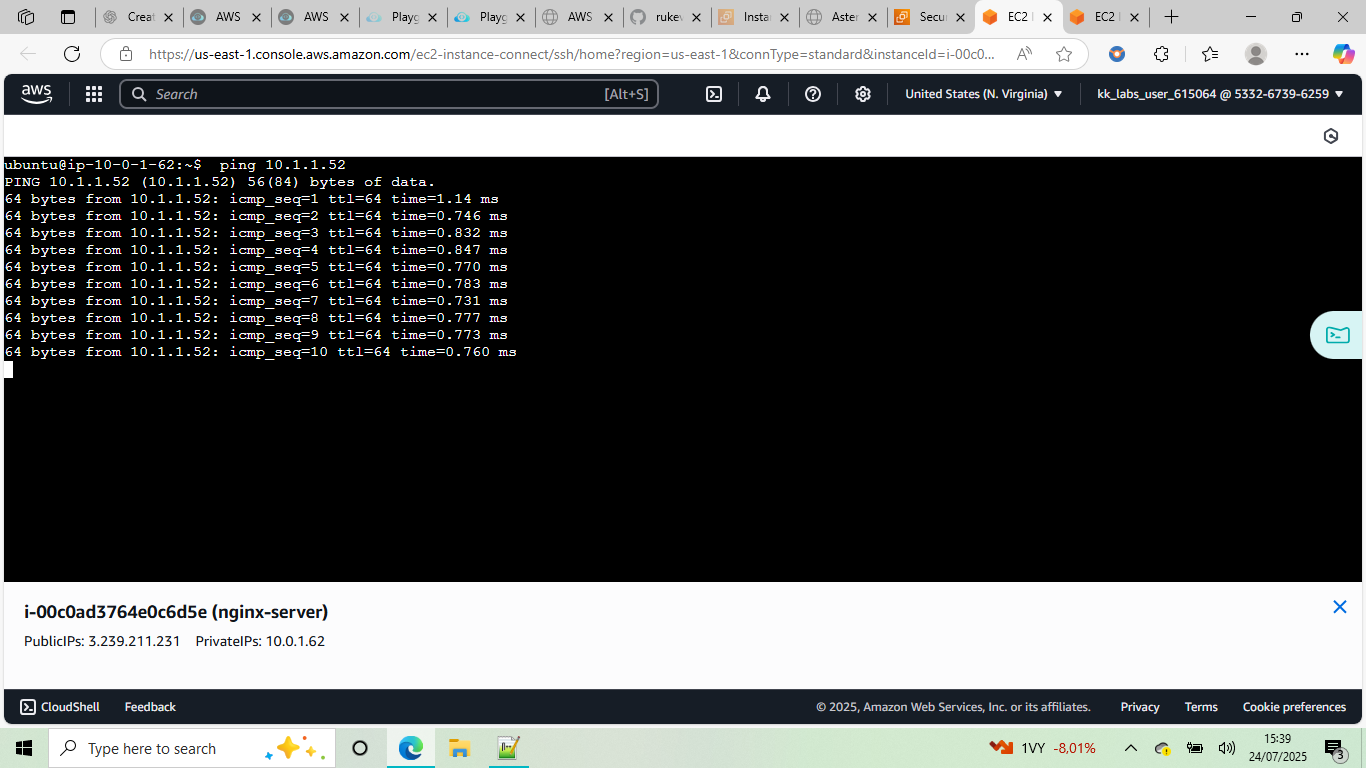 Creat
AWS
AWS
Playg
Playg
AWS
rukev
Instan
Aster
Secu
EC2 I
EC2 I
https://us-east-1.console.aws.amazon.com/ec2-instance-connect/ssh/home?region=us-east-1&connType=standard&instanceId=i-00c0...
aws
Search
[Alt+S]
United States (N. Virginia)
kk_labs_user_615064 @ 5332-6739-6259
ubuntu@ip-10-0-1-62:~$  ping 10.1.1.52
PING 10.1.1.52 (10.1.1.52) 56(84) bytes of data.
64 bytes from 10.1.1.52: icmp_seq=1 ttl=64 time=1.14 ms
64 bytes from 10.1.1.52: icmp_seq=2 ttl=64 time=0.746 ms
64 bytes from 10.1.1.52: icmp_seq=3 ttl=64 time=0.832 ms
64 bytes from 10.1.1.52: icmp_seq=4 ttl=64 time=0.847 ms
64 bytes from 10.1.1.52: icmp_seq=5 ttl=64 time=0.770 ms
64 bytes from 10.1.1.52: icmp_seq=6 ttl=64 time=0.783 ms
64 bytes from 10.1.1.52: icmp_seq=7 ttl=64 time=0.731 ms
64 bytes from 10.1.1.52: icmp_seq=8 ttl=64 time=0.777 ms
64 bytes from 10.1.1.52: icmp_seq=9 ttl=64 time=0.773 ms
64 bytes from 10.1.1.52: icmp_seq=10 ttl=64 time=0.760 ms
i-00c0ad3764e0c6d5e (nginx-server)
PublicIPs: 3.239.211.231 PrivateIPs: 10.0.1.62
CloudShell Feedback © 2025, Amazon Web Services, Inc. or its affiliates. Privacy Terms Cookie preferences
Type here to search
1VY -8,01%
15:39
24/07/2025
3